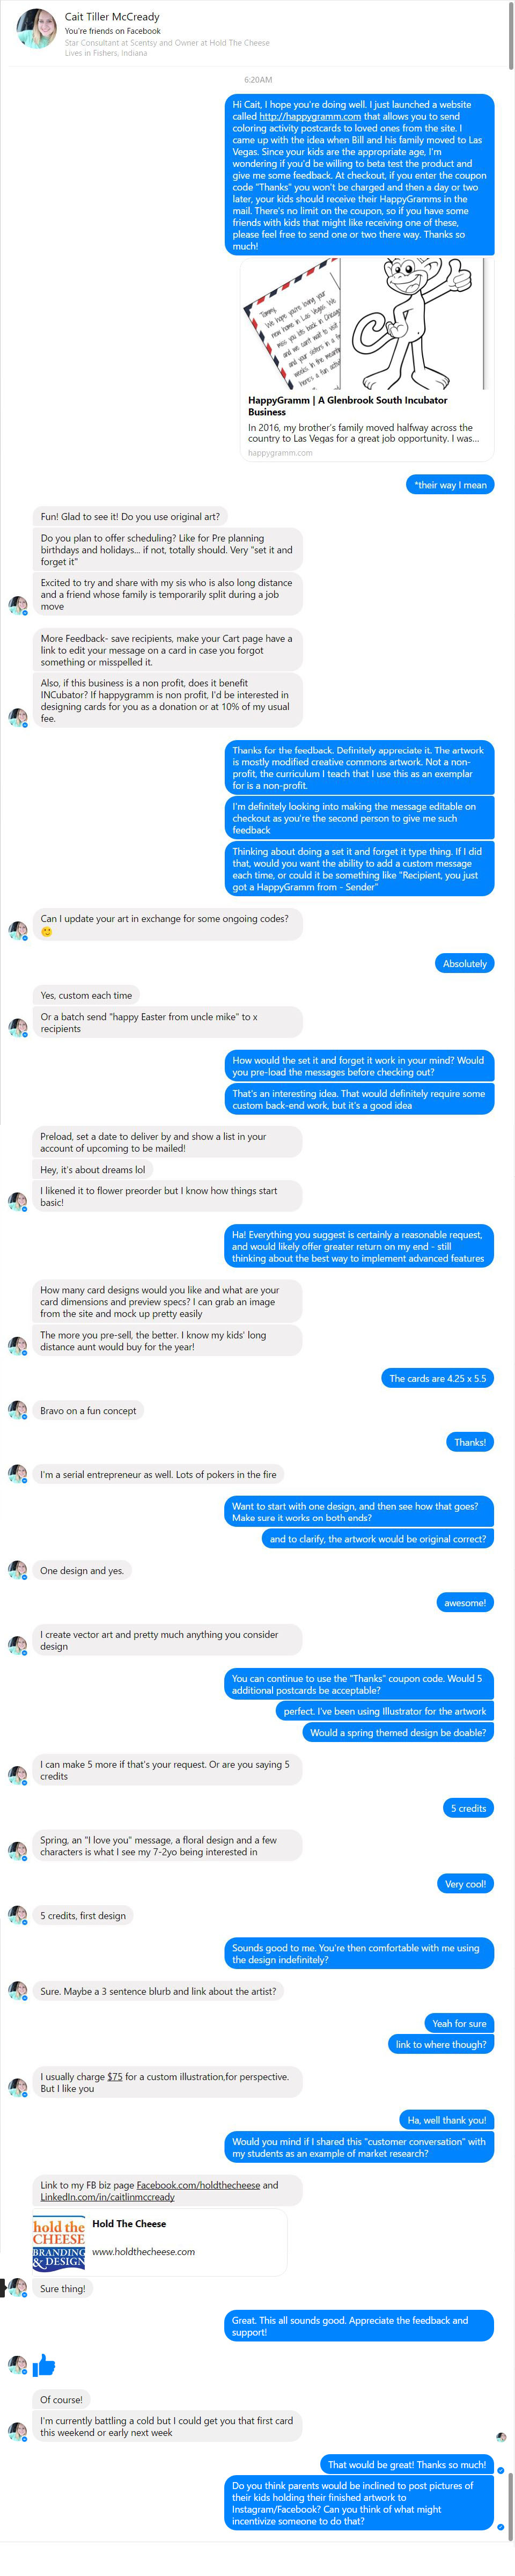 Cait Tiller McCready
You're friends on Facebook
Star Consultant at Scentsy and Owner at Hold The Cheese
Lives in Fishers, Indiana
6:20AM
Hi Cait, I hope you're doing well. I just launched a website
called http://happygramm.com that allows you to send
coloring activity postcards to loved ones from the site. I
came up with the idea when Bill and his family moved to Las
Vegas. Since your kids are the appropriate age, I'm
wondering if you'd be willing to beta test the product and
give me some feedback. At checkout, if you enter the coupon
code "Thanks" you won't be charged and then a day or two
later, your kids should receive their HappyGramms in the
mail. There's no limit on the coupon, so if you have some
friends with kids that might like receiving one of these,
please feel free to send one or two there way. Thanks so
much!
HappyGramm | A Glenbrook South Incubator
Business
In 2016, my brother's family moved halfway across the
country to Las Vegas for a great job opportunity. I was...
happygramm.com
*their way I mean
Fun! Glad to see it! Do you use original art?
Do you plan to offer scheduling? Like for Pre planning
birthdays and holidays... if not, totally should. Very "set it and
forget it"
Excited to try and share with my sis who is also long distance
and a friend whose family is temporarily split during a job
move
More Feedback- save recipients, make your Cart page have a
link to edit your message on a card in case you forgot
something or misspelled it.
Also, if this business is a non profit, does it benefit
INCubator? If happygramm is non profit, I'd be interested in
designing cards for you as a donation or at 10% of my usual
fee.
Thanks for the feedback. Definitely appreciate it. The artwork
is mostly modified creative commons artwork. Not a non-
profit, the curriculum I teach that I use this as an exemplar
for is a non-profit.
I'm definitely looking into making the message editable on
checkout as you're the second person to give me such
feedback
Thinking about doing a set it and forget it type thing. If I did
that, would you want the ability to add a custom message
each time, or could it be something like "Recipient, you just
got a HappyGramm from - Sender"
Can I update your art in exchange for some ongoing codes?
Absolutely
Yes, custom each time
Or a batch send "happy Easter from uncle mike" to x
recipients
How would the set it and forget it work in your mind? Would
you pre-load the messages before checking out?
That's an interesting idea. That would definitely require some
custom back-end work, but it's a good idea
Preload, set a date to deliver by and show a list in your
account of upcoming to be mailed!
Hey, it's about dreams lol
I likened it to flower preorder but I know how things start
basic!
Ha! Everything you suggest is certainly a reasonable request,
and would likely offer greater return on my end - still
thinking about the best way to implement advanced features
How many card designs would you like and what are your
card dimensions and preview specs? I can grab an image
from the site and mock up pretty easily
The more you pre-sell, the better. I know my kids' long
distance aunt would buy for the year!
The cards are 4.25 x 5.5
Bravo on a fun concept
Thanks!
I'm a serial entrepreneur as well. Lots of pokers in the fire
Want to start with one design, and then see how that goes?
Make sure it works on both ends?
and to clarify, the artwork would be original correct?
One design and yes.
awesome!
I create vector art and pretty much anything you consider
design
You can continue to use the "Thanks" coupon code. Would 5
additional postcards be acceptable?
perfect. I've been using Illustrator for the artwork
Would a spring themed design be doable?
I can make 5 more if that's your request. Or are you saying 5
credits
5 credits
Spring, an "I love you" message, a floral design and a few
characters is what I see my 7-2yo being interested in
Very cool!
5 credits, first design
Sounds good to me. You're then comfortable with me using
the design indefinitely?
Sure. Maybe a 3 sentence blurb and link about the artist?
Yeah for sure
link to where though?
I usually charge $75 for a custom illustration,for perspective.
But I like you
Ha, well thank you!
Would you mind if I shared this "customer conversation" with
my students as an example of market research?
Link to my FB biz page Facebook.com/holdthecheese and
LinkedIn.com/in/caitlinmccready
hold the
CHEESE
BRANDING
& DESIGN
Hold The Cheese
www.holdthecheese.com
Sure thing!
Great. This all sounds good. Appreciate the feedback and
support!
Of course!
I'm currently battling a cold but I could get you that first card
this weekend or early next week
That would be great! Thanks so much!
Do you think parents would be inclined to post pictures of
their kids holding their finished artwork to
Instagram/Facebook? Can you think of what might
incentivize someone to do that?